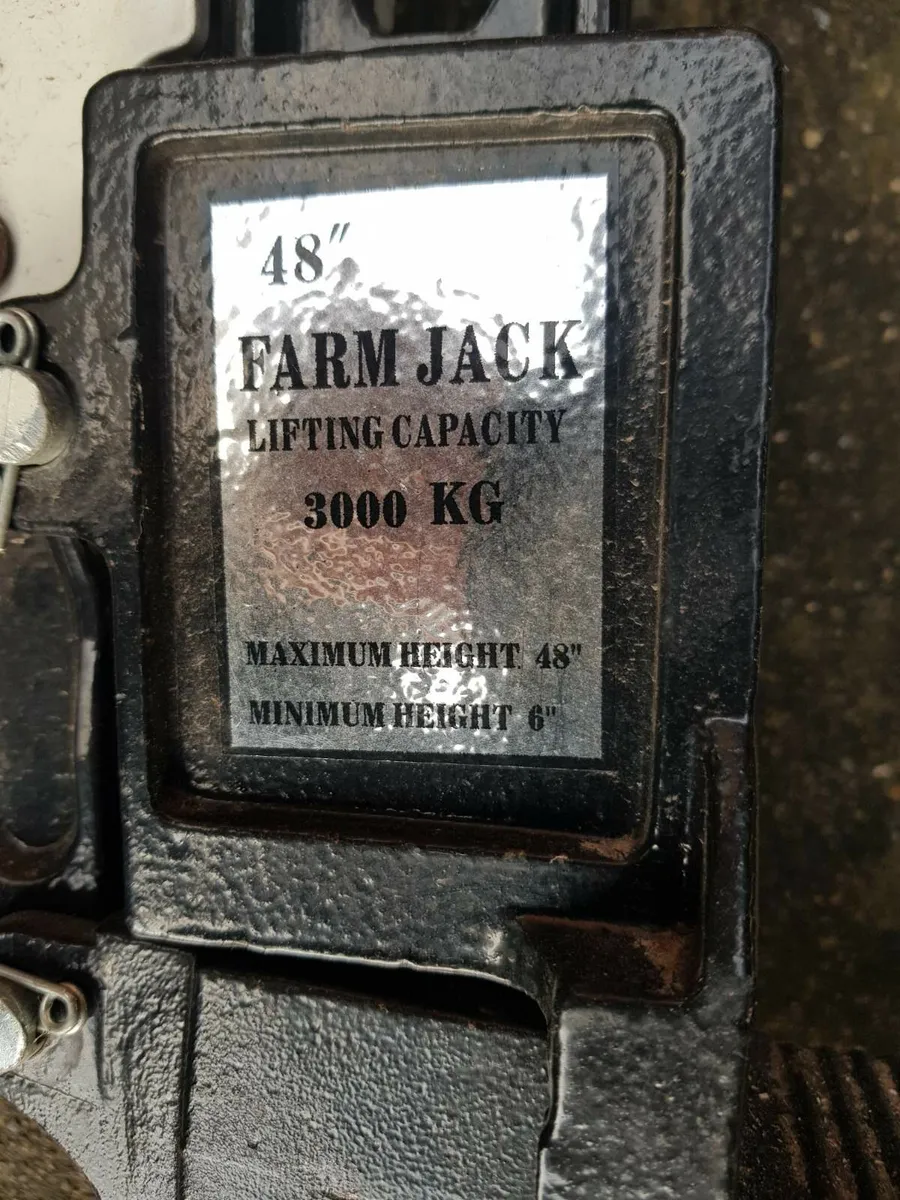 48"
FARM JACK
LIFTING CAPACITY
3000 KG
MAXIMUM HEIGHT 48"
MINIMUM HEIGHT 6"